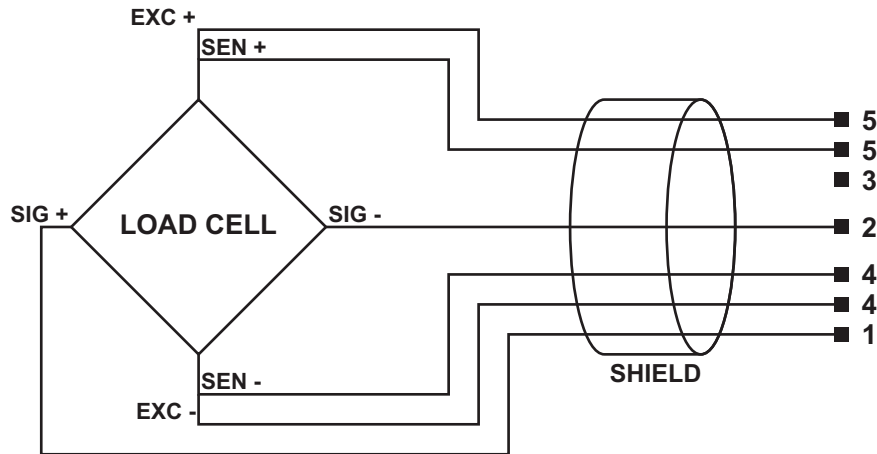 EXC +
SEN +
5
5
3
SIG +
LOAD CELL
SIG -
2
4
4
1
SHIELD
SEN -
EXC -